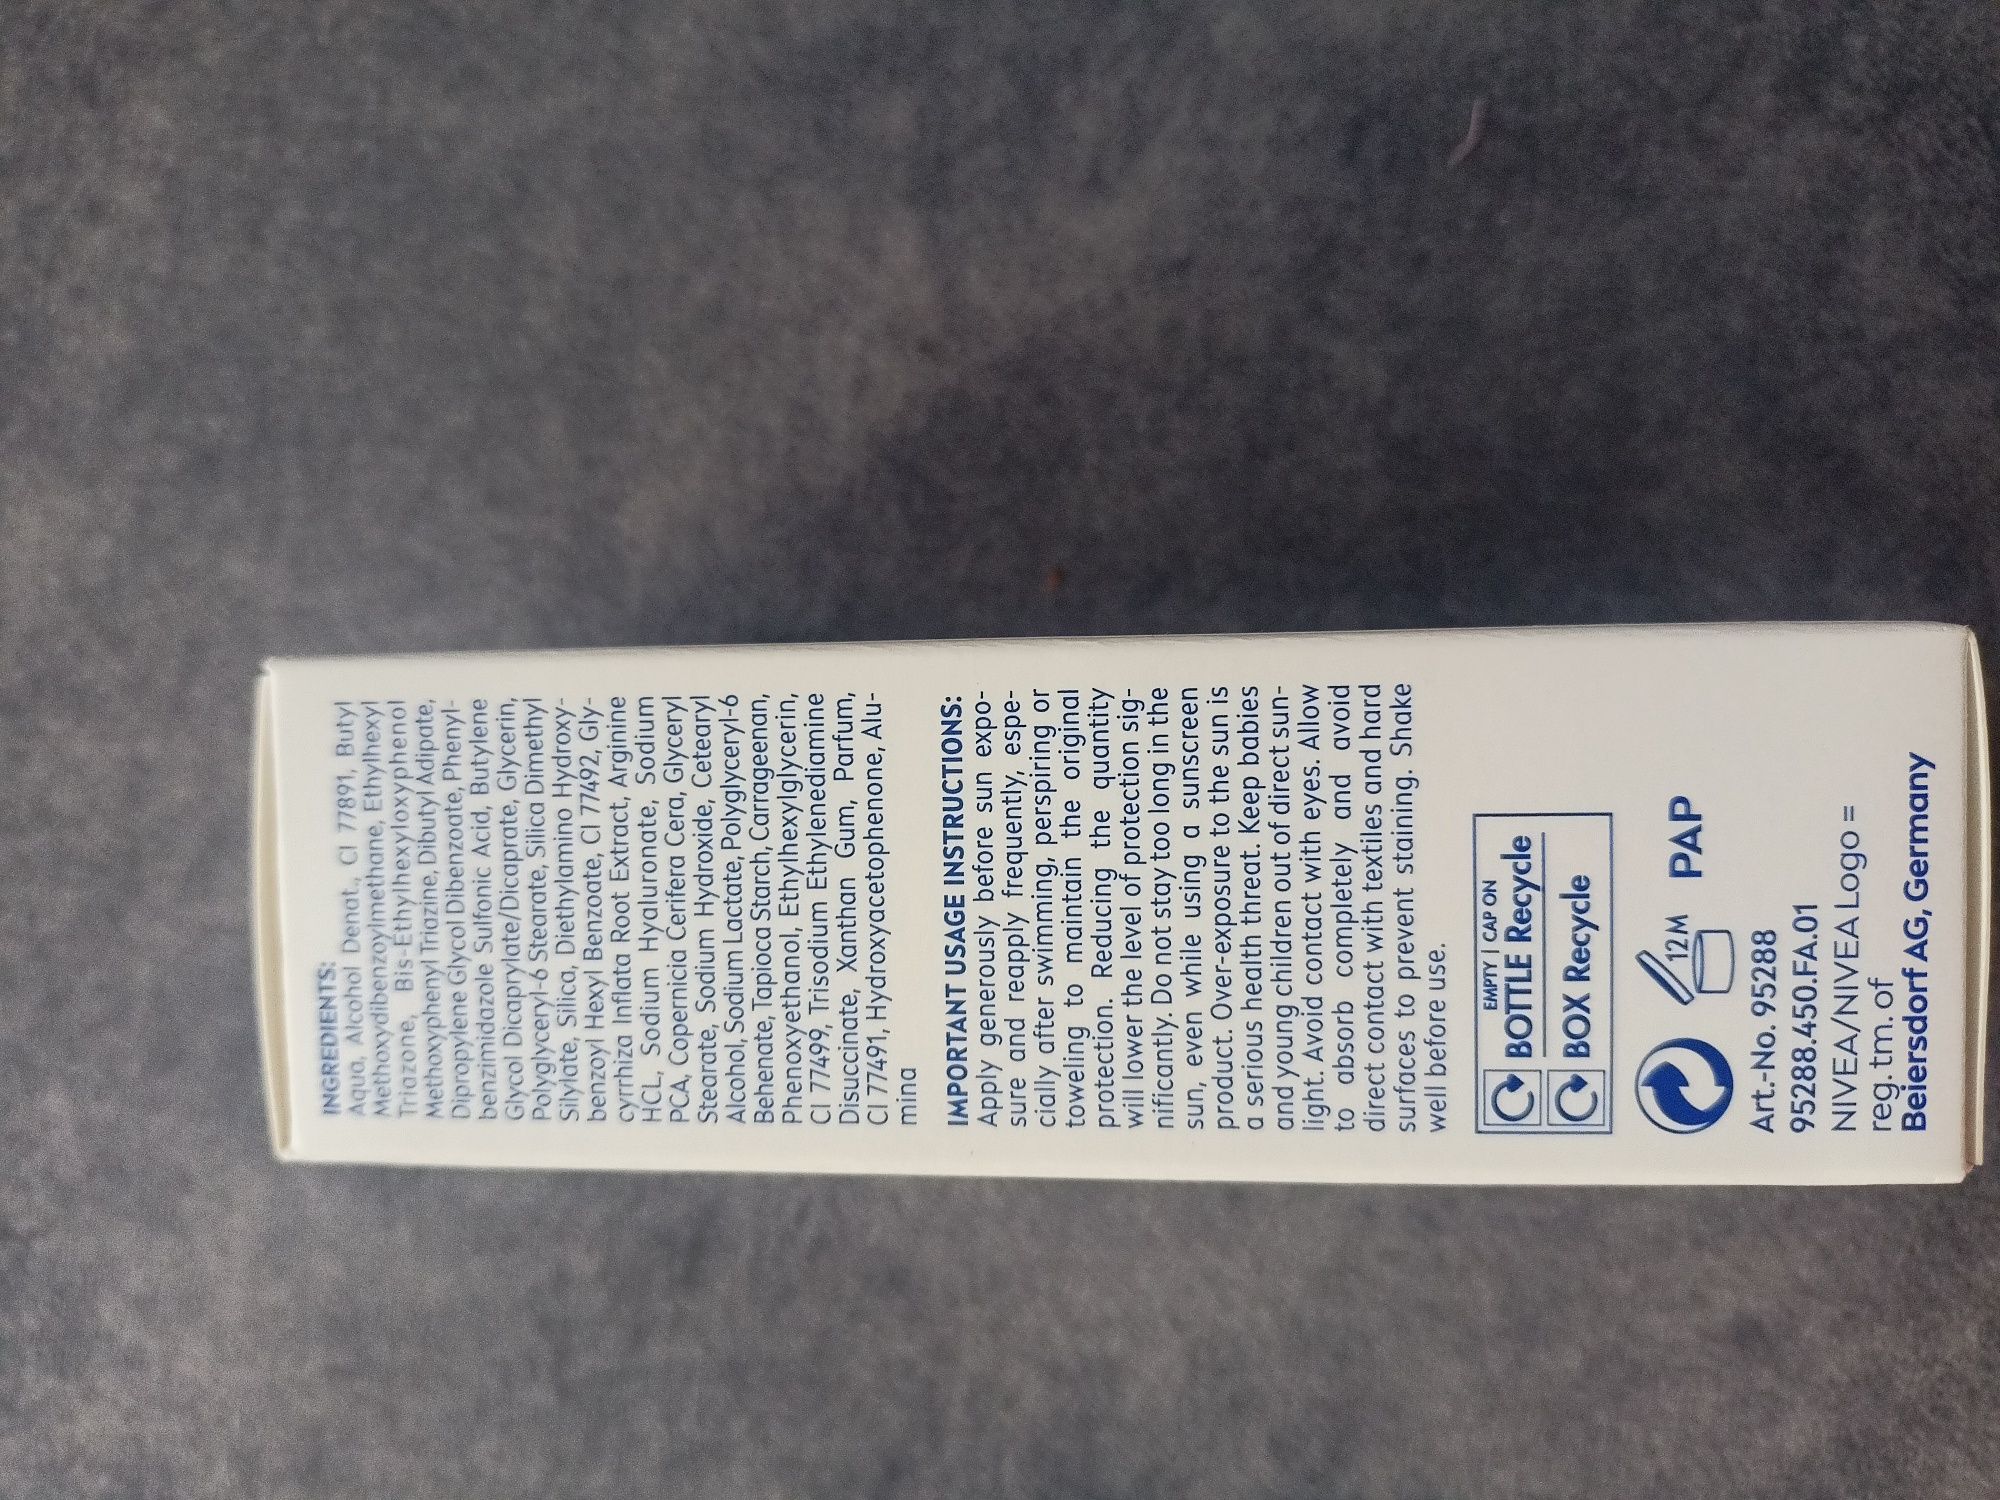 INGREDIENTS:
Aqua, Alcohol Denat., CI 77891, Butyl
Methoxydibenzoylmethane, Ethylhexyl
Triazone, Bis-Ethylhexyloxyphenol
Methoxyphenyl Triazine, Dibutyl Adipate,
Dipropylene Glycol Dibenzoate, Phenyl-
benzimidazole Sulfonic Acid, Butylene
Glycol Dicaprylate/Dicaprate, Glycerin,
Polyglyceryl-6 Stearate, Silica Dimethyl
Silylate, Silica, Diethylamino Hydroxy-
benzoyl Hexyl Benzoate, CI 77492, Gly-
cyrrhiza Inflata Root Extract, Arginine
HCL, Sodium Hyaluronate, Sodium
PCA, Copernicia Cerifera Cera, Glyceryl
Stearate, Sodium Hydroxide, Cetearyl
Alcohol, Sodium Lactate, Polyglyceryl-6
Behenate, Tapioca Starch, Carrageenan,
Phenoxyethanol, Ethylhexylglycerin,
CI 77499, Trisodium Ethylenediamine
Disuccinate, Xanthan Gum, Parfum,
CI 77491, Hydroxyacetophenone, Alu-
mina
IMPORTANT USAGE INSTRUCTIONS:
Apply generously before sun expo-
sure and reapply frequently, espe-
cially after swimming, perspiring or
toweling to maintain the original
protection. Reducing the quantity
will lower the level of protection sig-
nificantly. Do not stay too long in the
sun, even while using a sunscreen
product. Over-exposure to the sun is
a serious health threat. Keep babies
and young children out of direct sun-
light. Avoid contact with eyes. Allow
to absorb completely and avoid
direct contact with textiles and hard
surfaces to prevent staining. Shake
well before use.
EMPTY | CAP ON
BOTTLE Recycle
BOX Recycle
12M PAP
Art.-No. 95288
95288.450.FA.01
NIVEA/NIVEA Logo =
reg. tm. of
Beiersdorf AG, Germany